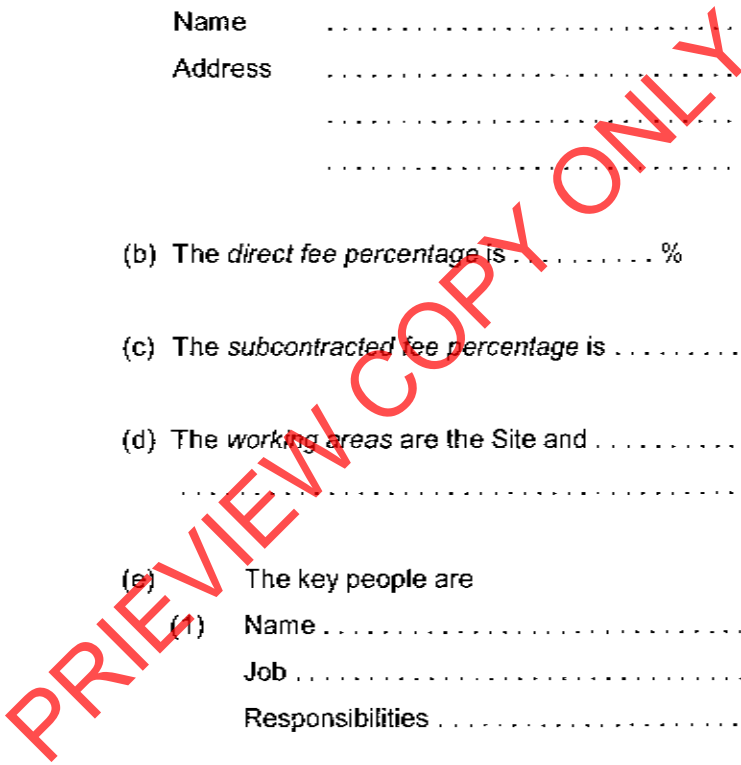 Name ..............................
Address ..............................
..............................
..............................
(b) The direct fee percentage is .......... %
(c) The subcontracted fee percentage is .........
(d) The working areas are the Site and ..........
..............................
(e) The key people are
(1) Name ..............................
Job ..............................
Responsibilities ....................
PRIEVIEW COPY ONLY